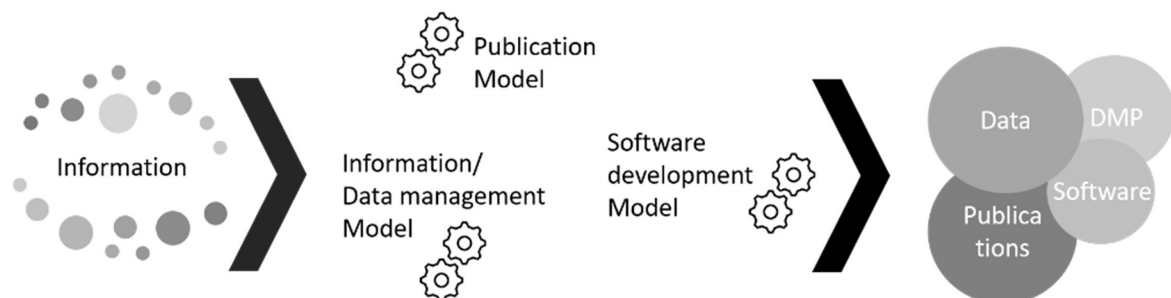 Information
Publication
Model
Information/
Data management
Model
Software
development
Model
Data
DMP
Software
Publica
tions